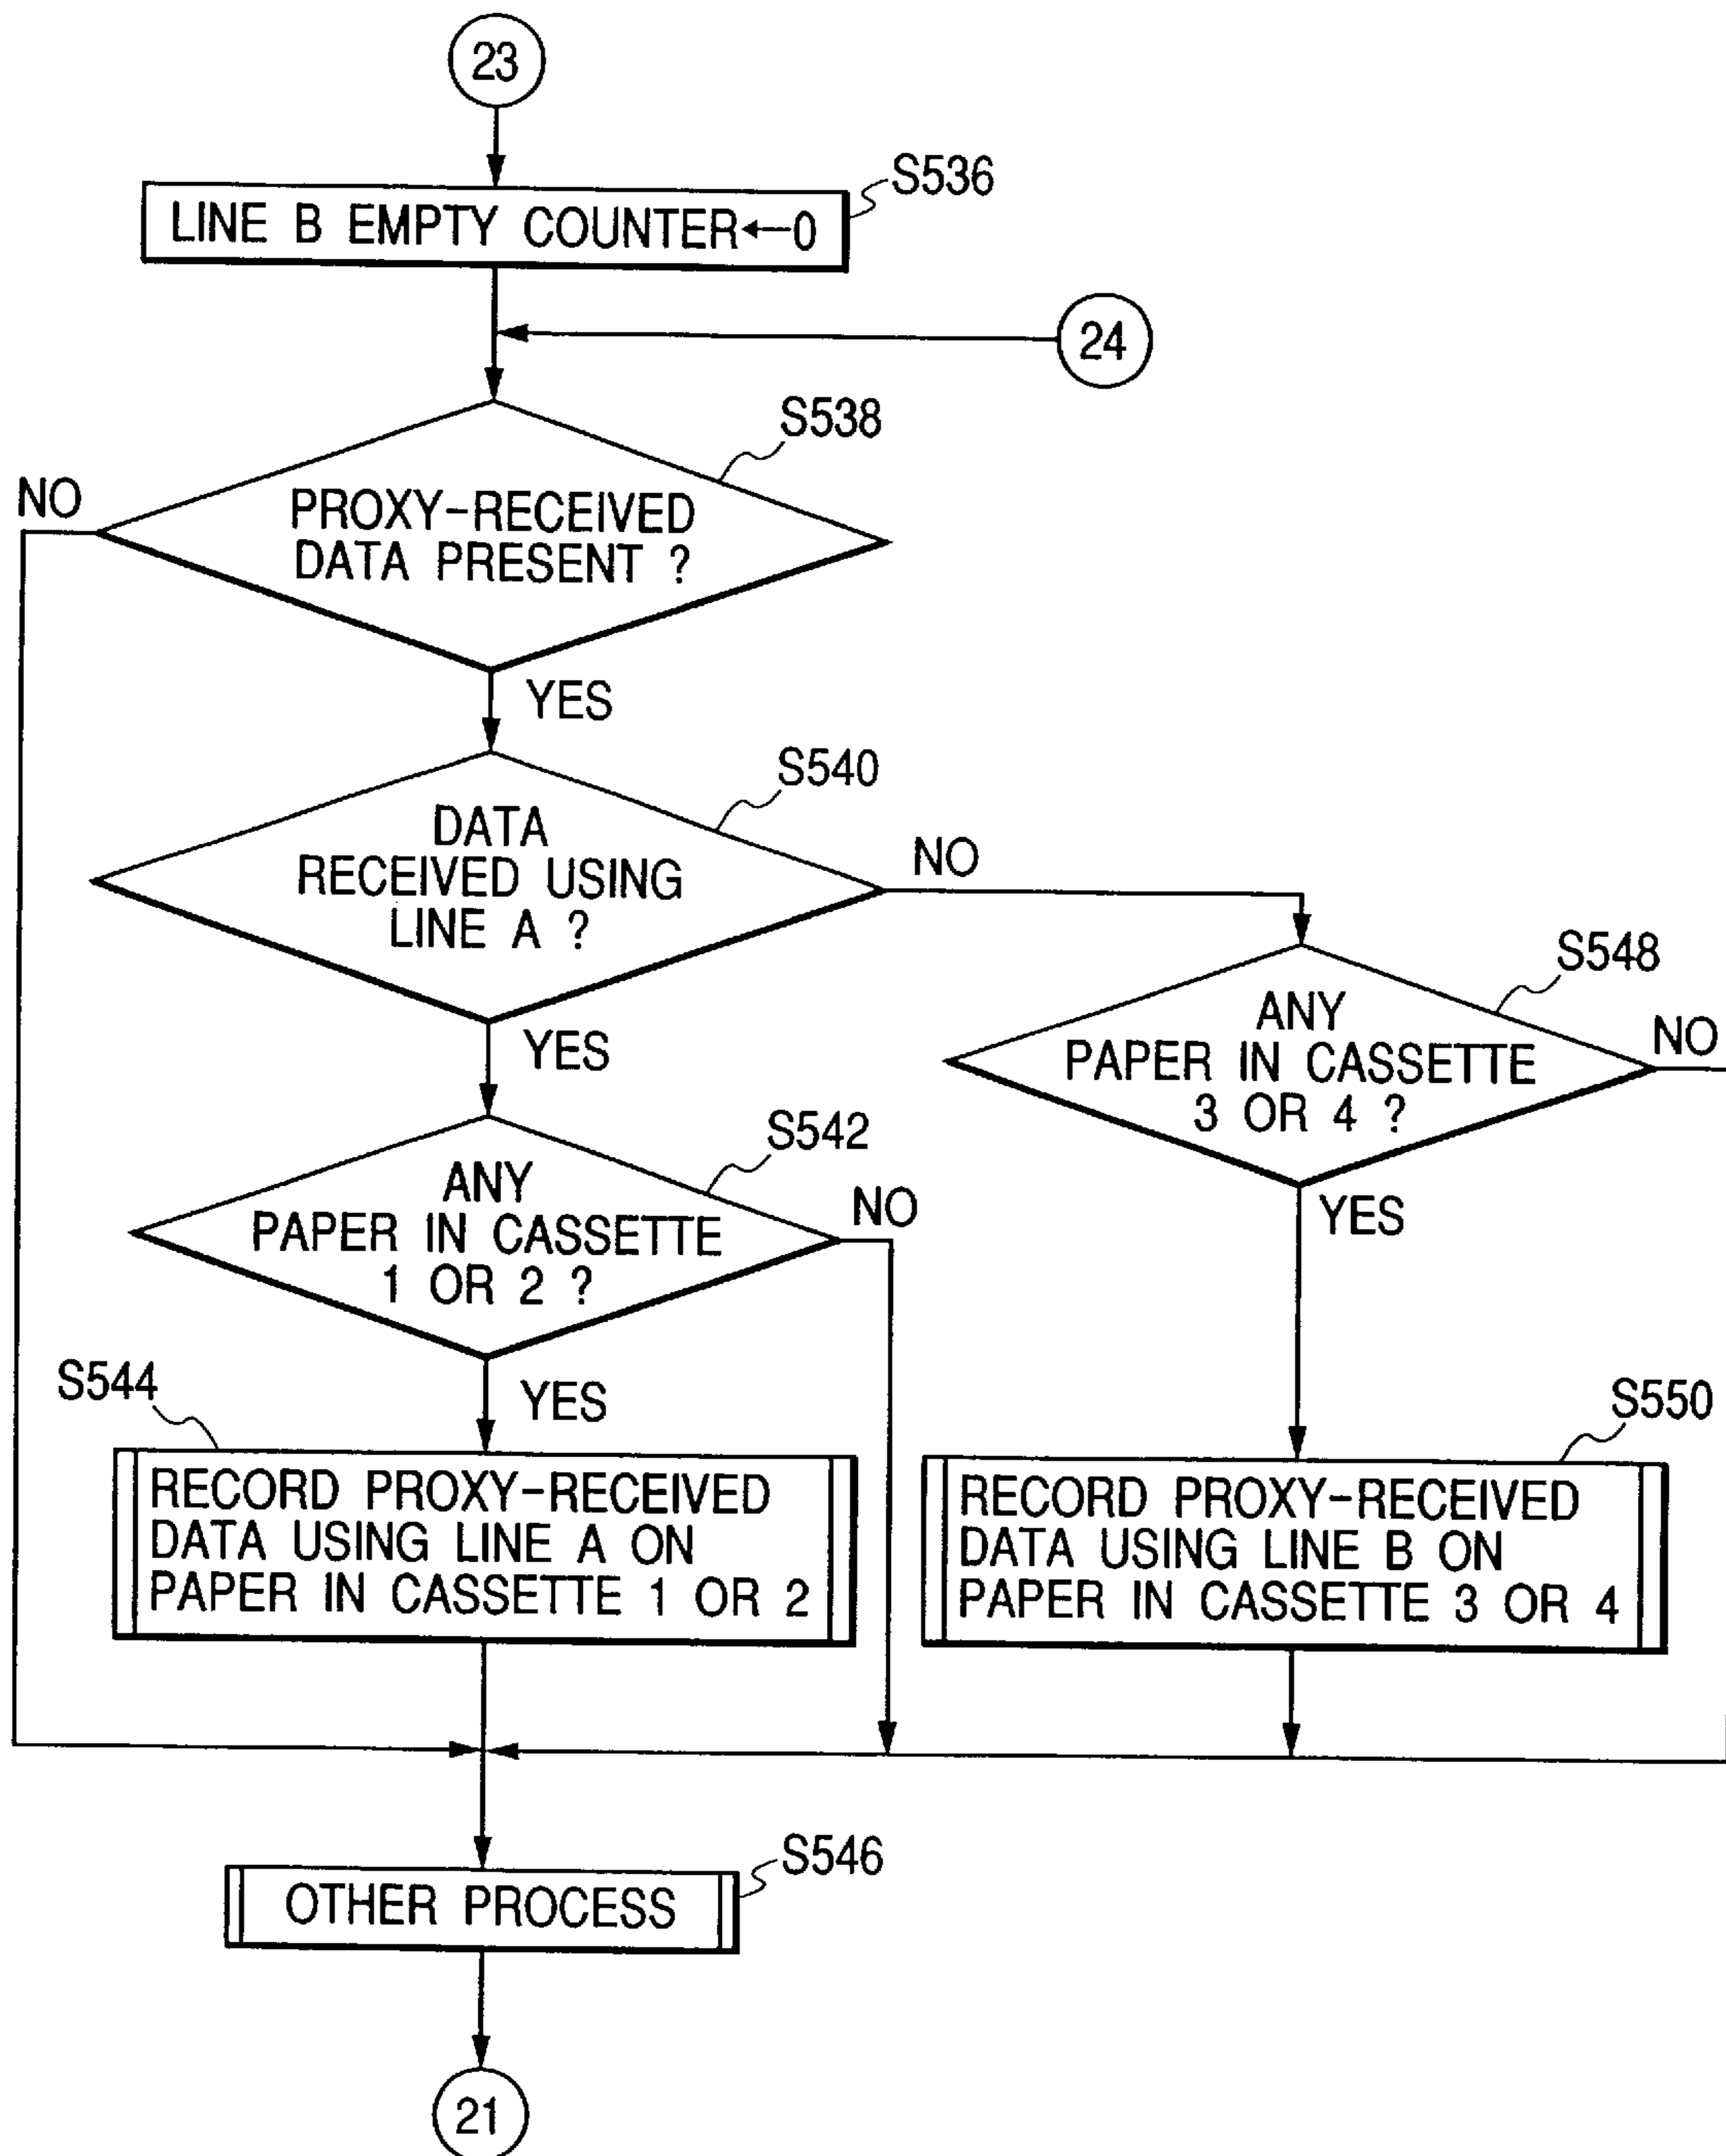 23
S536
LINE B EMPTY COUNTER←0
24
S538
NO
PROXY-RECEIVED
DATA PRESENT ?
YES
S540
DATA
RECEIVED USING
LINE A ?
NO
YES
S548
ANY
PAPER IN CASSETTE
3 OR 4 ?
NO
YES
S542
ANY
PAPER IN CASSETTE
1 OR 2 ?
NO
YES
S544
RECORD PROXY-RECEIVED
DATA USING LINE A ON
PAPER IN CASSETTE 1 OR 2
S550
RECORD PROXY-RECEIVED
DATA USING LINE B ON
PAPER IN CASSETTE 3 OR 4
S546
OTHER PROCESS
21